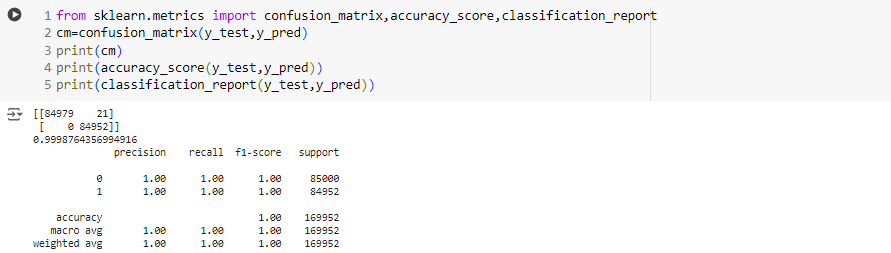 1 from sklearn.metrics import confusion_matrix,accuracy_score,classification_report
2 cm=confusion_matrix(y_test,y_pred)
3 print(cm)
4 print(accuracy_score(y_test,y_pred))
5 print(classification_report(y_test,y_pred))
[[84979    21]
 [    0 84952]]
0.9998764356994916
              precision    recall  f1-score   support
           0       1.00      1.00      1.00     85000
           1       1.00      1.00      1.00     84952
    accuracy                           1.00    169952
   macro avg       1.00      1.00      1.00    169952
weighted avg       1.00      1.00      1.00    169952